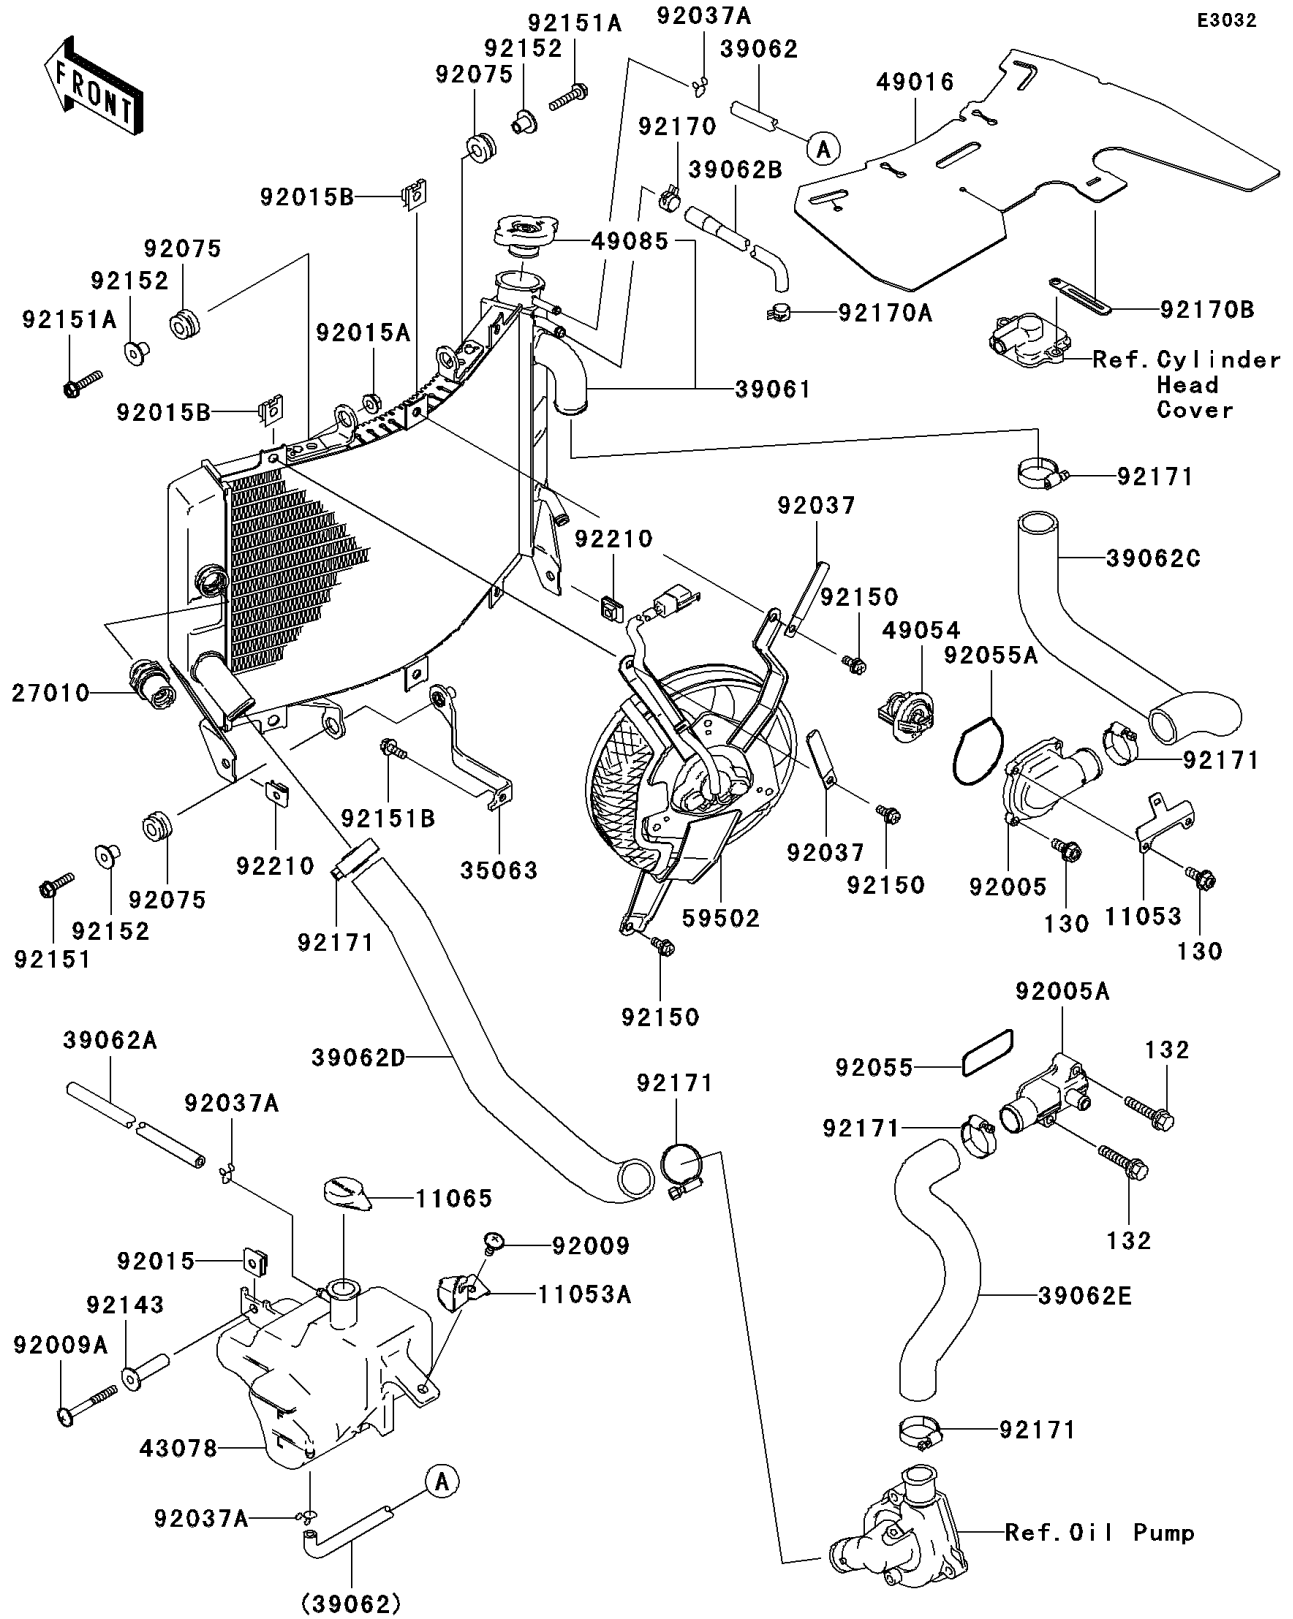 92151A
92037A
E3032
92152
39062
92075
49016
FRONT
92170
A
39062B
92015B
49085
92075
92152
92170A
92170B
92151A
92015A
Ref.Cylinder
Head
Cover
39061
92015B
92171
92037
92210
39062C
92150
49054
92055A
27010
92171
92151B
92210
35063
92037
92150
92005
92075
59502
11053
130
92152
92171
130
92151
92005A
92150
39062A
39062D
132
92055
92171
92037A
92171
11065
92009
132
92015
11053A
39062E
92143
92009A
92171
43078
A
92037A
Ref.Oil Pump
(39062)